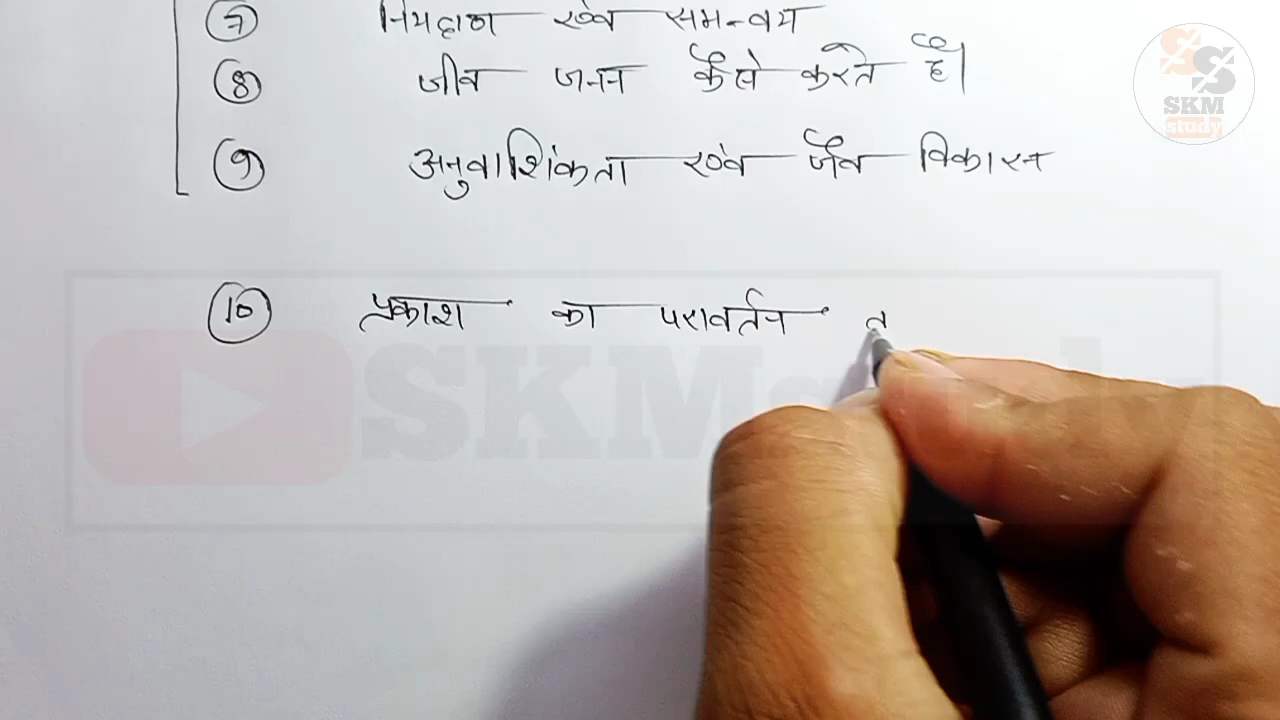 7 नियंत्रण एवं समन्वय
8 जीव जनन कैसे करते है।
9 अनुवाशिंकता एवं जैव विकास
10 प्रकाश का परावर्तन त
SKM
study
SKMstudy